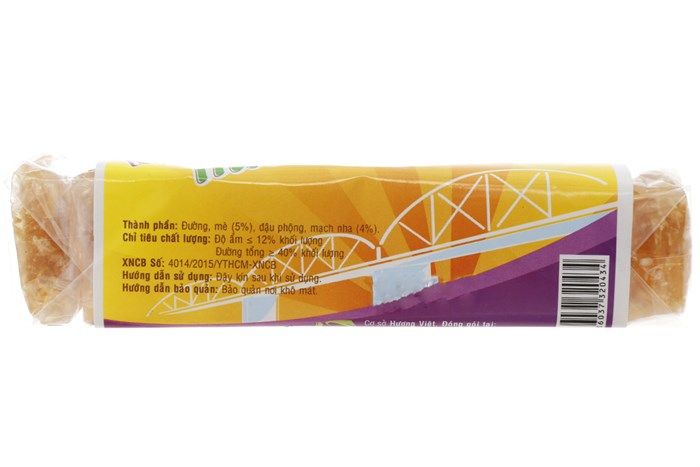 Thành phần: Đường, mè (5%), đậu phộng, mạch nha (4%).
Chỉ tiêu chất lượng: Độ ẩm ≤ 12% khối lượng
Đường tổng ≥ 40% khối lượng
XNCB Số: 4014/2015/YTHCM-XNCB
Hướng dẫn sử dụng: Đậy kín sau khi sử dụng.
Hướng dẫn bảo quản: Bảo quản nơi khô mát.
Cơ sở Hương Việt. Đóng gói tại: